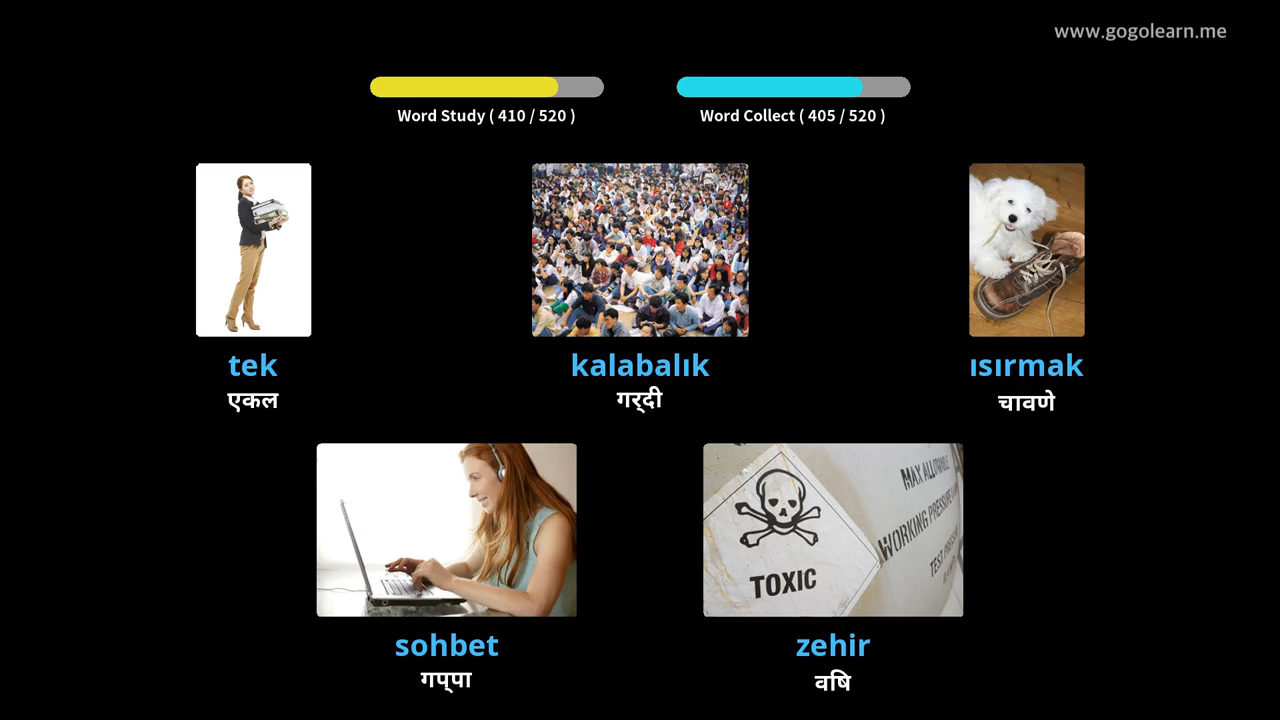 www.gogolearn.me
Word Study ( 410 / 520 )
Word Collect ( 405 / 520 )
tek
एकल
kalabalık
गर्‍दी
ısırmak
चावणे
MAX ALLOWABLE
WORKING PRESSURE
TEST PRESSURE
TOXIC
sohbet
गप्‍पा
zehir
वषि